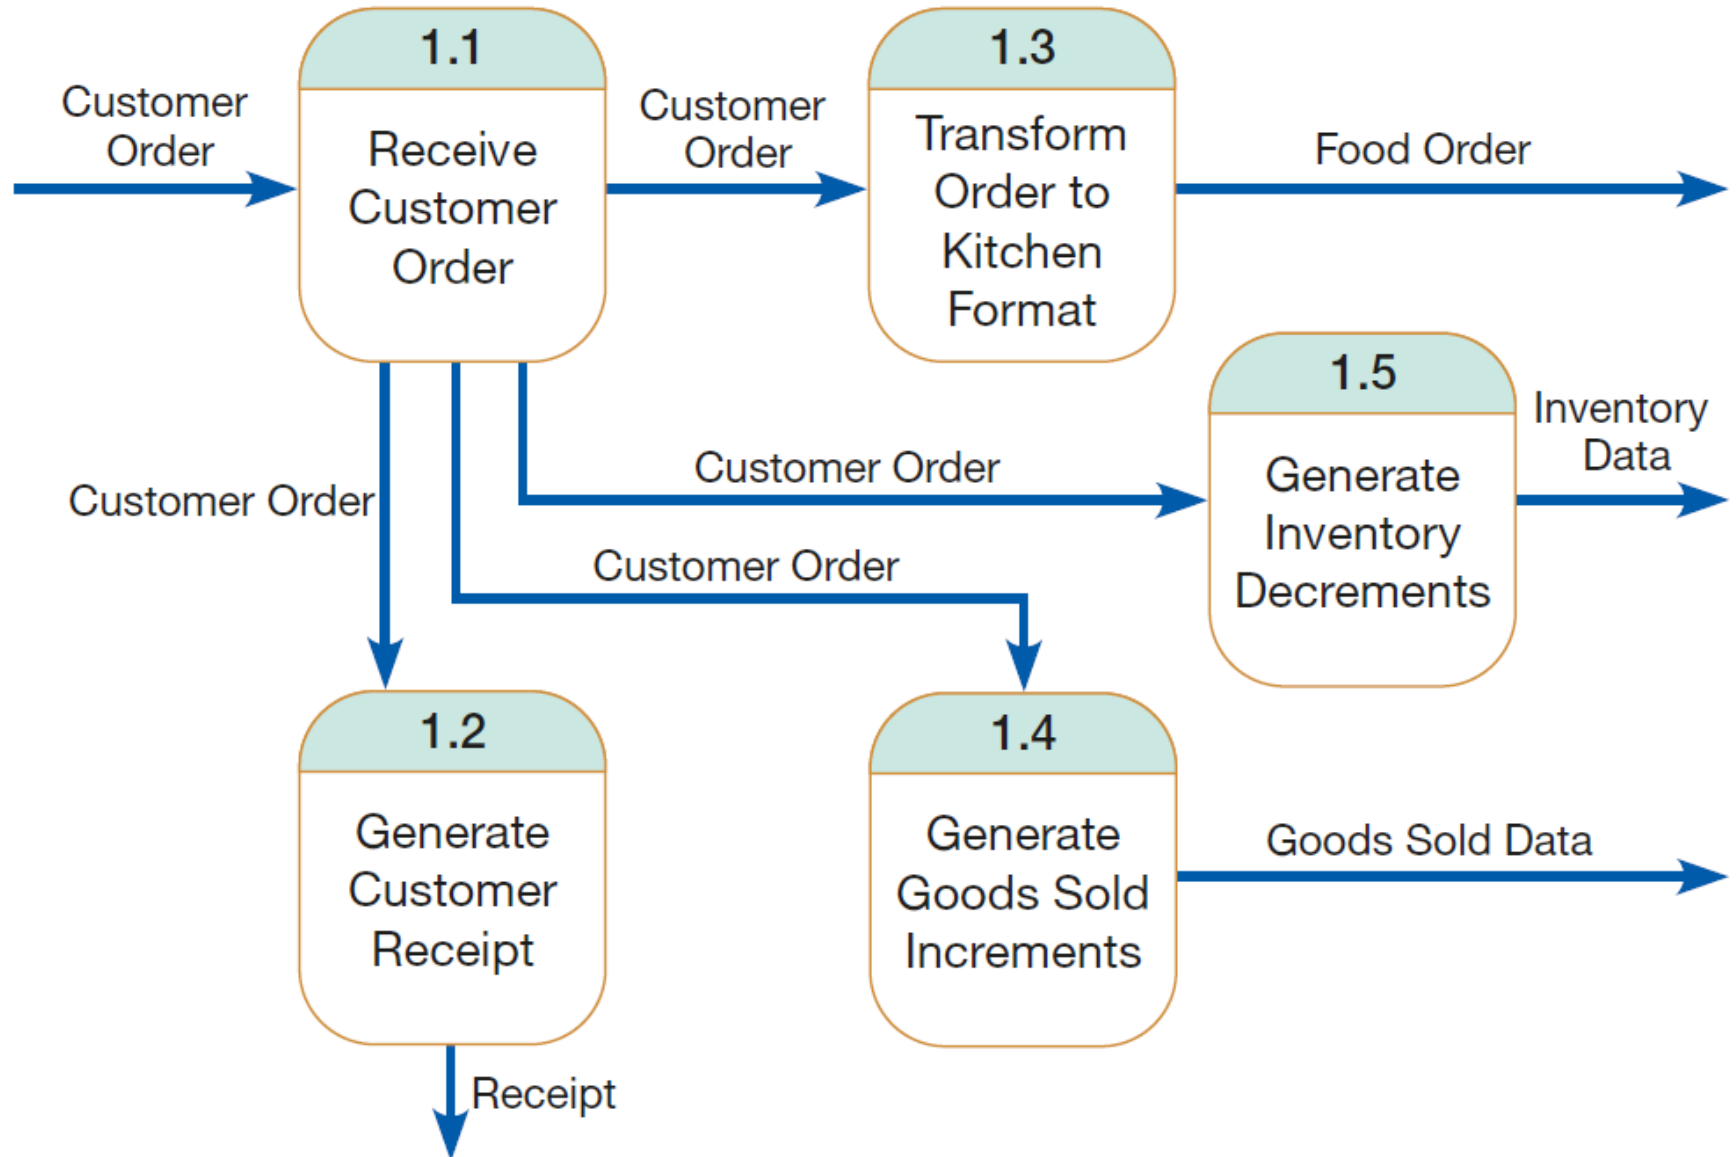 1.1
1.3
Customer
Order
Receive
Customer
Order
Customer
Order
Transform
Order to
Kitchen
Format
Food Order
1.5
Generate
Inventory
Decrements
Inventory
Data
Customer Order
Customer Order
Customer Order
1.2
Generate
Customer
Receipt
1.4
Generate
Goods Sold
Increments
Goods Sold Data
Receipt